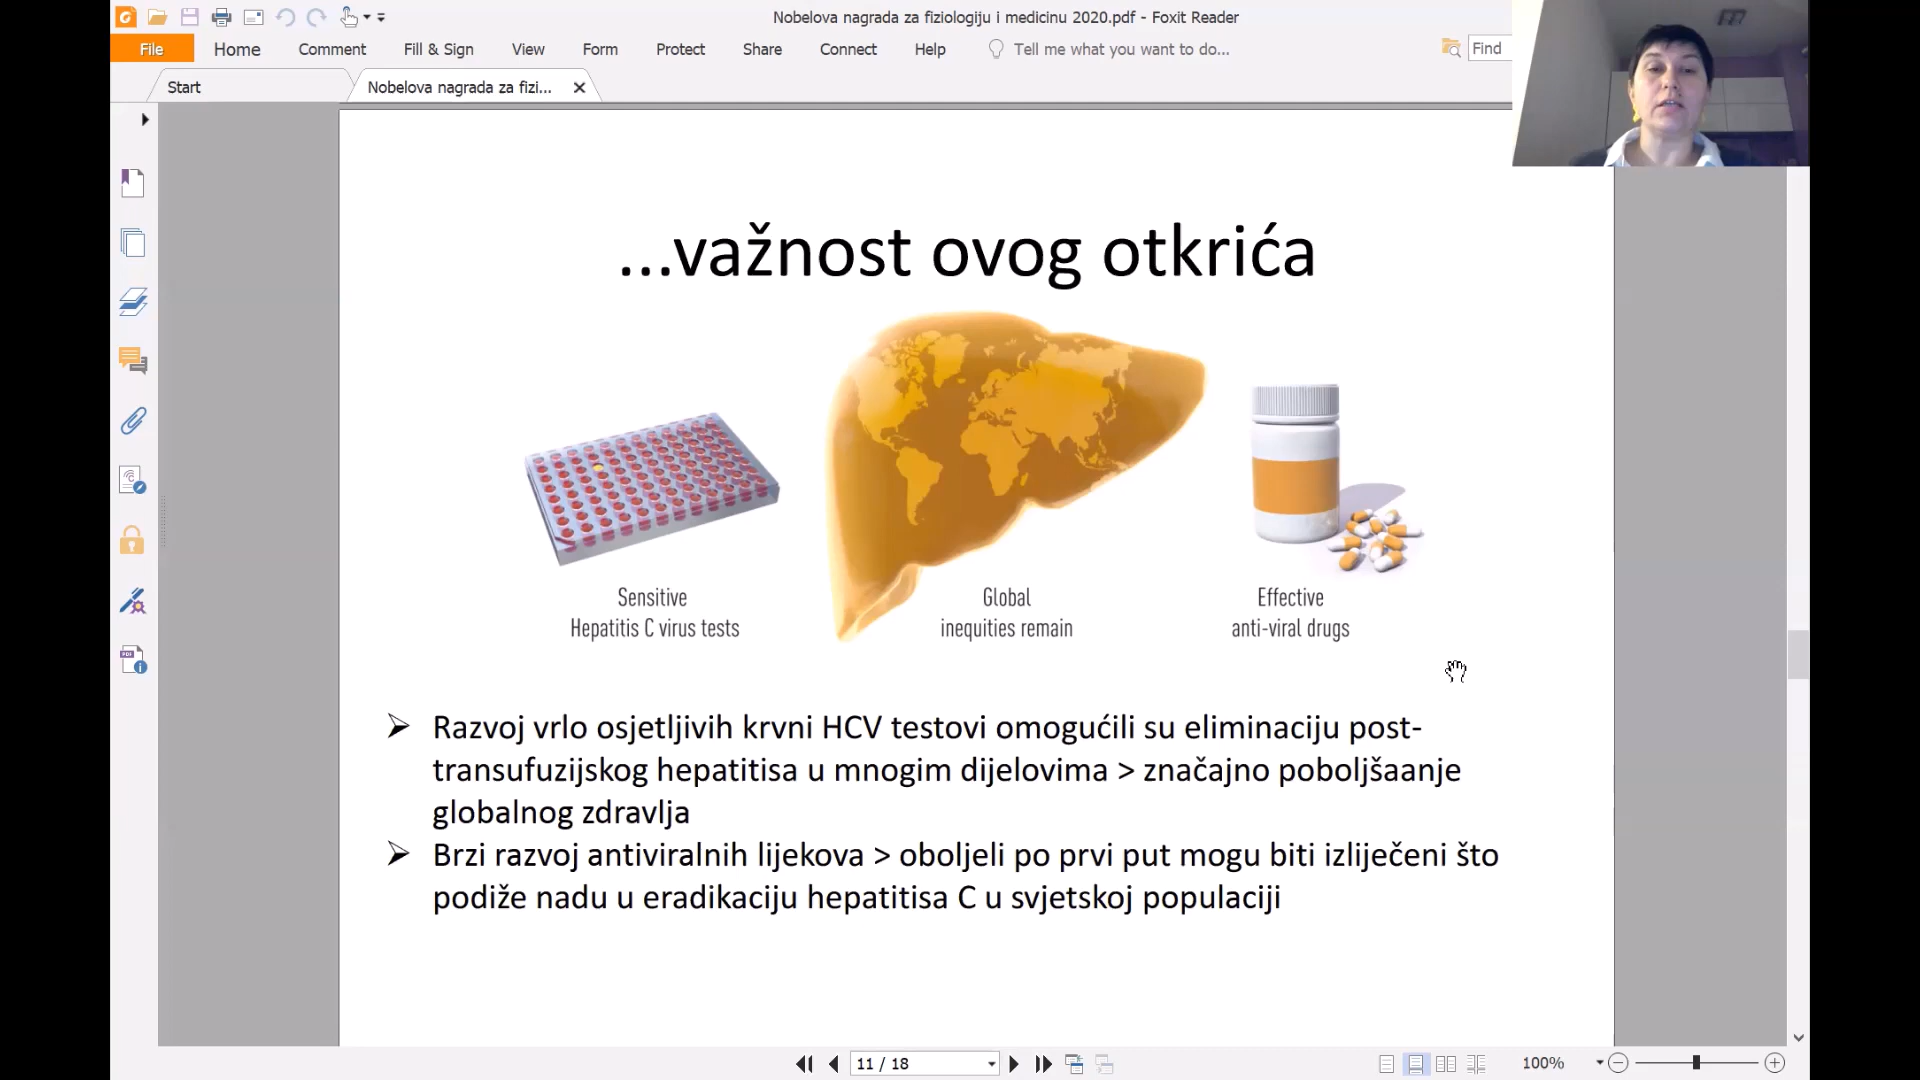 Nobelova nagrada za fiziologiju i medicinu 2020.pdf - Foxit Reader
File Home Comment Fill & Sign View Form Protect Share Connect Help Tell me what you want to do... Find
Start Nobelova nagrada za fizi...
...važnost ovog otkrića
Sensitive
Hepatitis C virus tests
Global
inequities remain
Effective
anti-viral drugs
Razvoj vrlo osjetljivih krvni HCV testovi omogućili su eliminaciju post-
transufuzijskog hepatitisa u mnogim dijelovima > značajno poboljšaanje
globalnog zdravlja
Brzi razvoj antiviralnih lijekova > oboljeli po prvi put mogu biti izliječeni što
podiže nadu u eradikaciju hepatitisa C u svjetskoj populaciji
11 / 18 100%